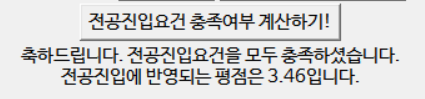 전공진입요건 충족여부 계산하기!
축하드립니다. 전공진입요건을 모두 충족하셨습니다.
전공진입에 반영되는 평점은 3.46입니다.